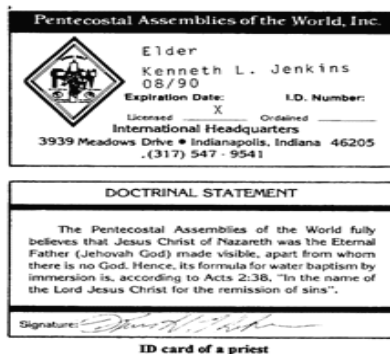 Pentecostal Assemblies of the World, Inc.
Elder
Kenneth L. Jenkins
08/90
Expiration Date: I.D. Number:
X
Licensed Ordained
International Headquarters
3939 Meadows Drive • Indianapolis, Indiana 46205
(317) 547 - 9541
DOCTRINAL STATEMENT
The Pentecostal Assemblies of the World fully
believes that Jesus Christ of Nazareth was the Eternal
Father (Jehovah God) made visible, apart from whom
there is no God. Hence, its formula for water baptism by
immersion is, according to Acts 2:38, "In the name of
the Lord Jesus Christ for the remission of sins".
Signature:
ID card of a priest